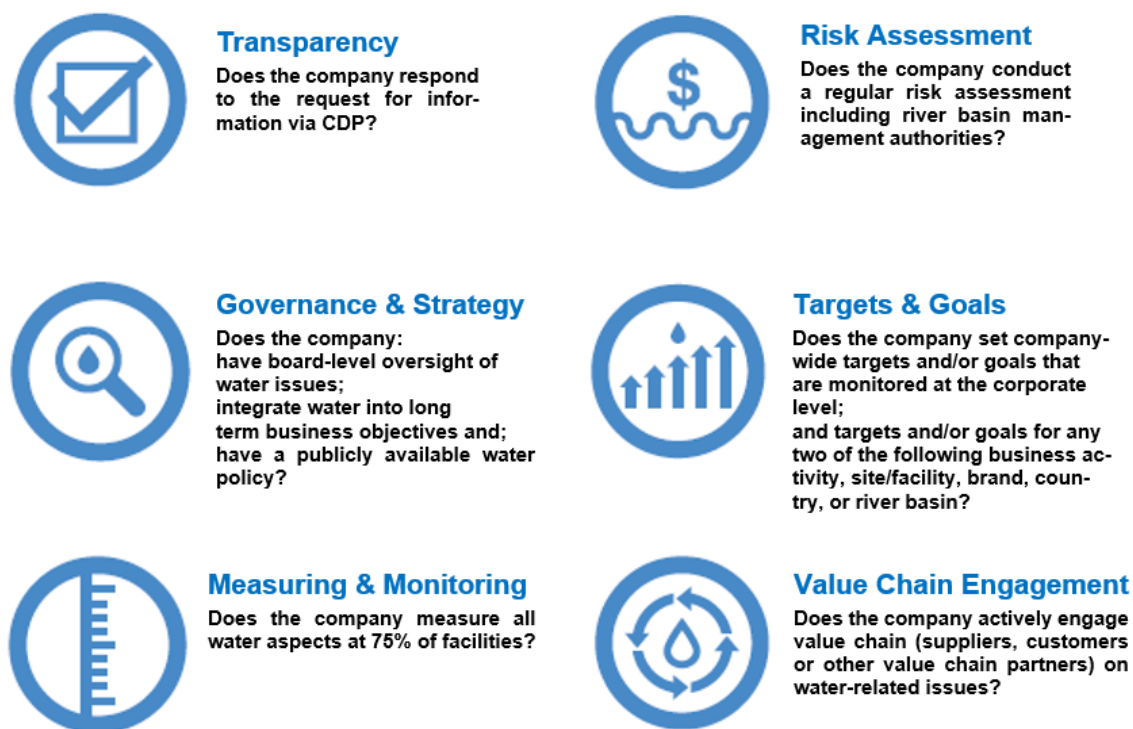 Transparency
Does the company respond
to the request for infor-
mation via CDP?
$
Risk Assessment
Does the company conduct
a regular risk assessment
including river basin man-
agement authorities?
Governance & Strategy
Does the company:
have board-level oversight of
water issues;
integrate water into long
term business objectives and;
have a publicly available water
policy?
Targets & Goals
Does the company set company-
wide targets and/or goals that
are monitored at the corporate
level;
and targets and/or goals for any
two of the following business ac-
tivity, site/facility, brand, coun-
try, or river basin?
Measuring & Monitoring
Does the company measure all
water aspects at 75% of facilities?
Value Chain Engagement
Does the company actively engage
value chain (suppliers, customers
or other value chain partners) on
water-related issues?